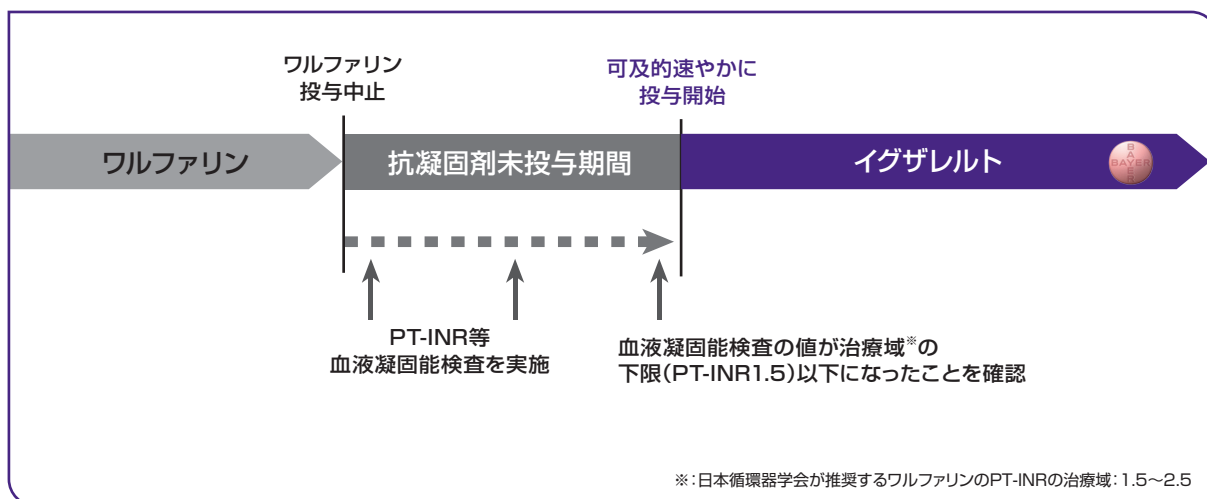 ワルファリン
投与中止
可及的速やかに
投与開始
ワルファリン
抗凝固剤未投与期間
イグザレルト
BAYER
BAYER
PT-INR等
血液凝固能検査を実施
血液凝固能検査の値が治療域※の
下限(PT-INR1.5)以下になったことを確認
※:日本循環器学会が推奨するワルファリンのPT-INRの治療域:1.5〜2.5